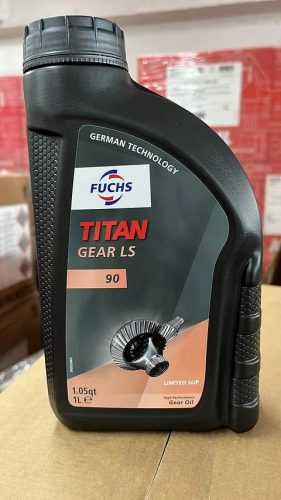 GERMAN TECHNOLOGY
FUCHS
TITAN
GEAR LS
90
LIMITED SLIP
1.05qt
1L e
High Performance
Gear Oil